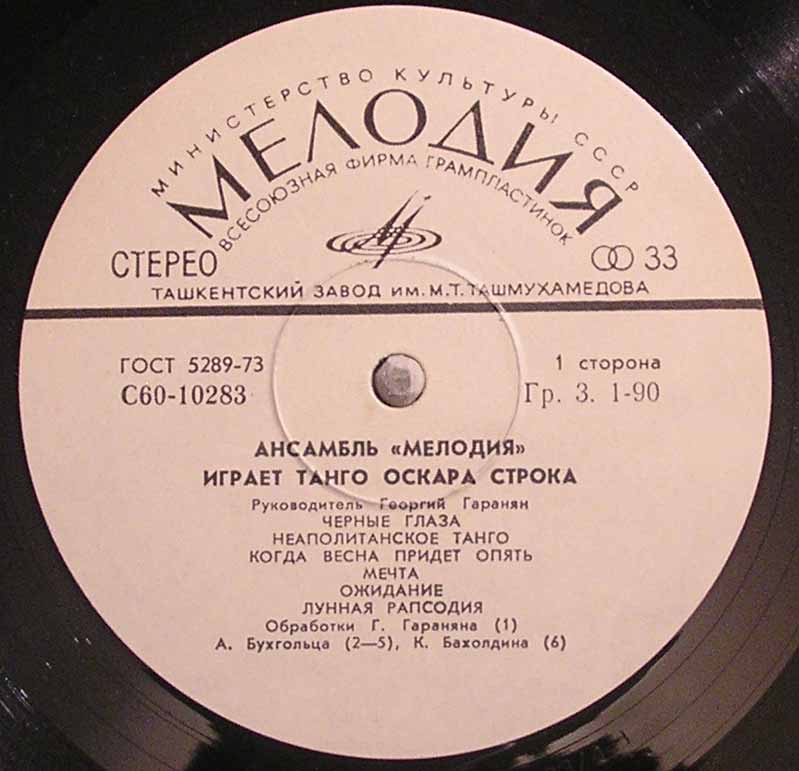 МИНИСТЕРСТВО КУЛЬТУРЫ СССР
МЕЛОДИЯ
ВСЕСОЮЗНАЯ ФИРМА ГРАМПЛАСТИНОК
СТЕРЕО
33
ТАШКЕНТСКИЙ ЗАВОД ИМ. М.Т. ТАШМУХАМЕДОВА
ГОСТ 5289-73
1 сторона
С60-10283
Гр. 3. 1-90
АНСАМБЛЬ «МЕЛОДИЯ»
ИГРАЕТ ТАНГО ОСКАРА СТРОКА
Руководитель Георгий Гаранян
ЧЕРНЫЕ ГЛАЗА
НЕАПОЛИТАНСКОЕ ТАНГО
КОГДА ВЕСНА ПРИДЕТ ОПЯТЬ
МЕЧТА
ОЖИДАНИЕ
ЛУННАЯ РАПСОДИЯ
Обработки Г. Гараняна (1)
А. Бухгольца (2—5), К. Бахолдина (6)